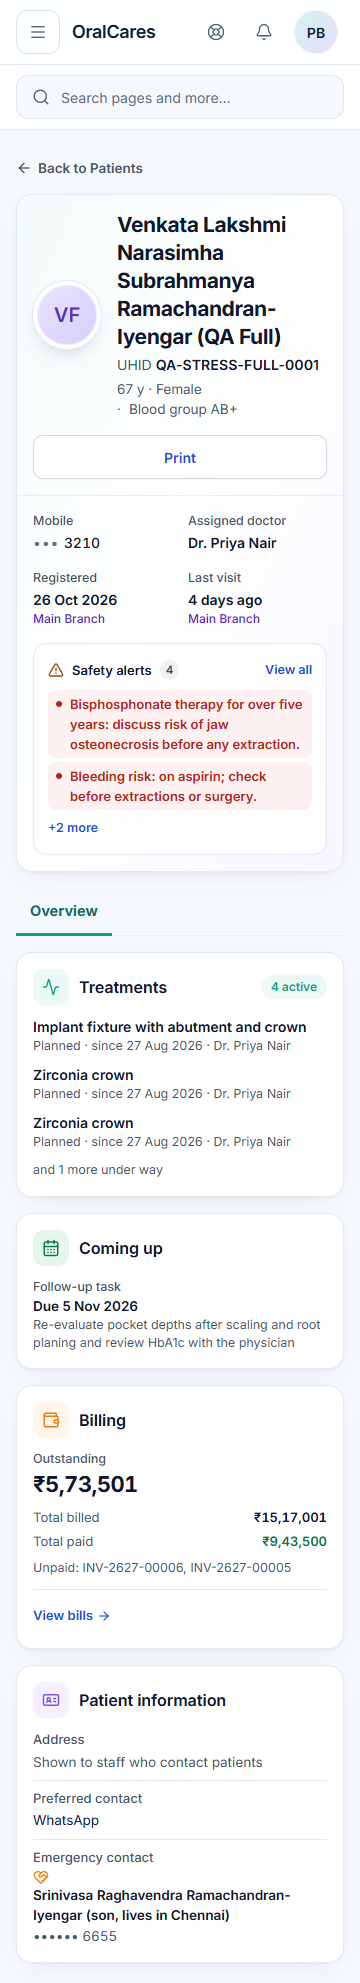 OralCares
PB
Search pages and more...
← Back to Patients
VF
Venkata Lakshmi
Narasimha
Subrahmanya
Ramachandran-
Iyengar (QA Full)
UHID QA-STRESS-FULL-0001
67 y · Female
· Blood group AB+
Print
Mobile
••• 3210
Assigned doctor
Dr. Priya Nair
Registered
26 Oct 2026
Main Branch
Last visit
4 days ago
Main Branch
Safety alerts 4 View all
• Bisphosphonate therapy for over five
years: discuss risk of jaw
osteonecrosis before any extraction.
• Bleeding risk: on aspirin; check
before extractions or surgery.
+2 more
Overview
Treatments 4 active
Implant fixture with abutment and crown
Planned · since 27 Aug 2026 · Dr. Priya Nair
Zirconia crown
Planned · since 27 Aug 2026 · Dr. Priya Nair
Zirconia crown
Planned · since 27 Aug 2026 · Dr. Priya Nair
and 1 more under way
Coming up
Follow-up task
Due 5 Nov 2026
Re-evaluate pocket depths after scaling and root
planing and review HbA1c with the physician
Billing
Outstanding
₹5,73,501
Total billed ₹15,17,001
Total paid ₹9,43,500
Unpaid: INV-2627-00006, INV-2627-00005
View bills →
Patient information
Address
Shown to staff who contact patients
Preferred contact
WhatsApp
Emergency contact
Srinivasa Raghavendra Ramachandran-
Iyengar (son, lives in Chennai)
•••••• 6655